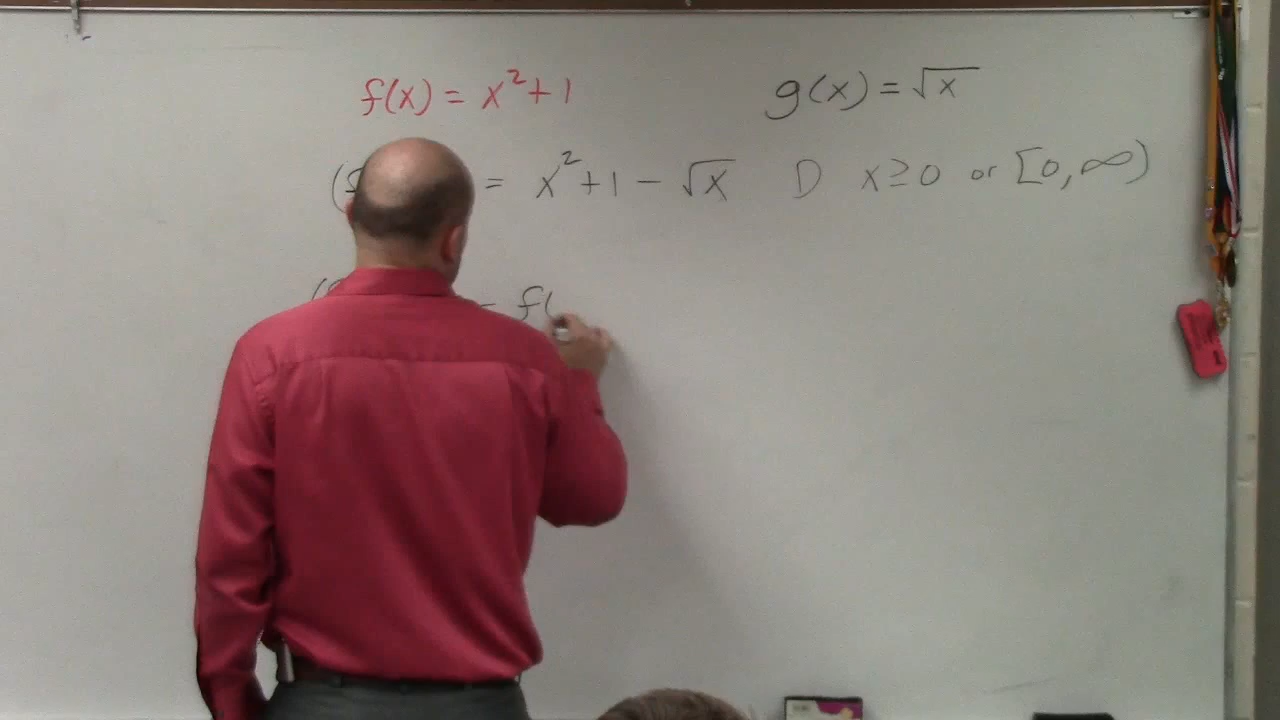 f(x) = x² + 1
g(x) = √x
= x² + 1 - √x D x ≥ 0 or [0, ∞)
= f(